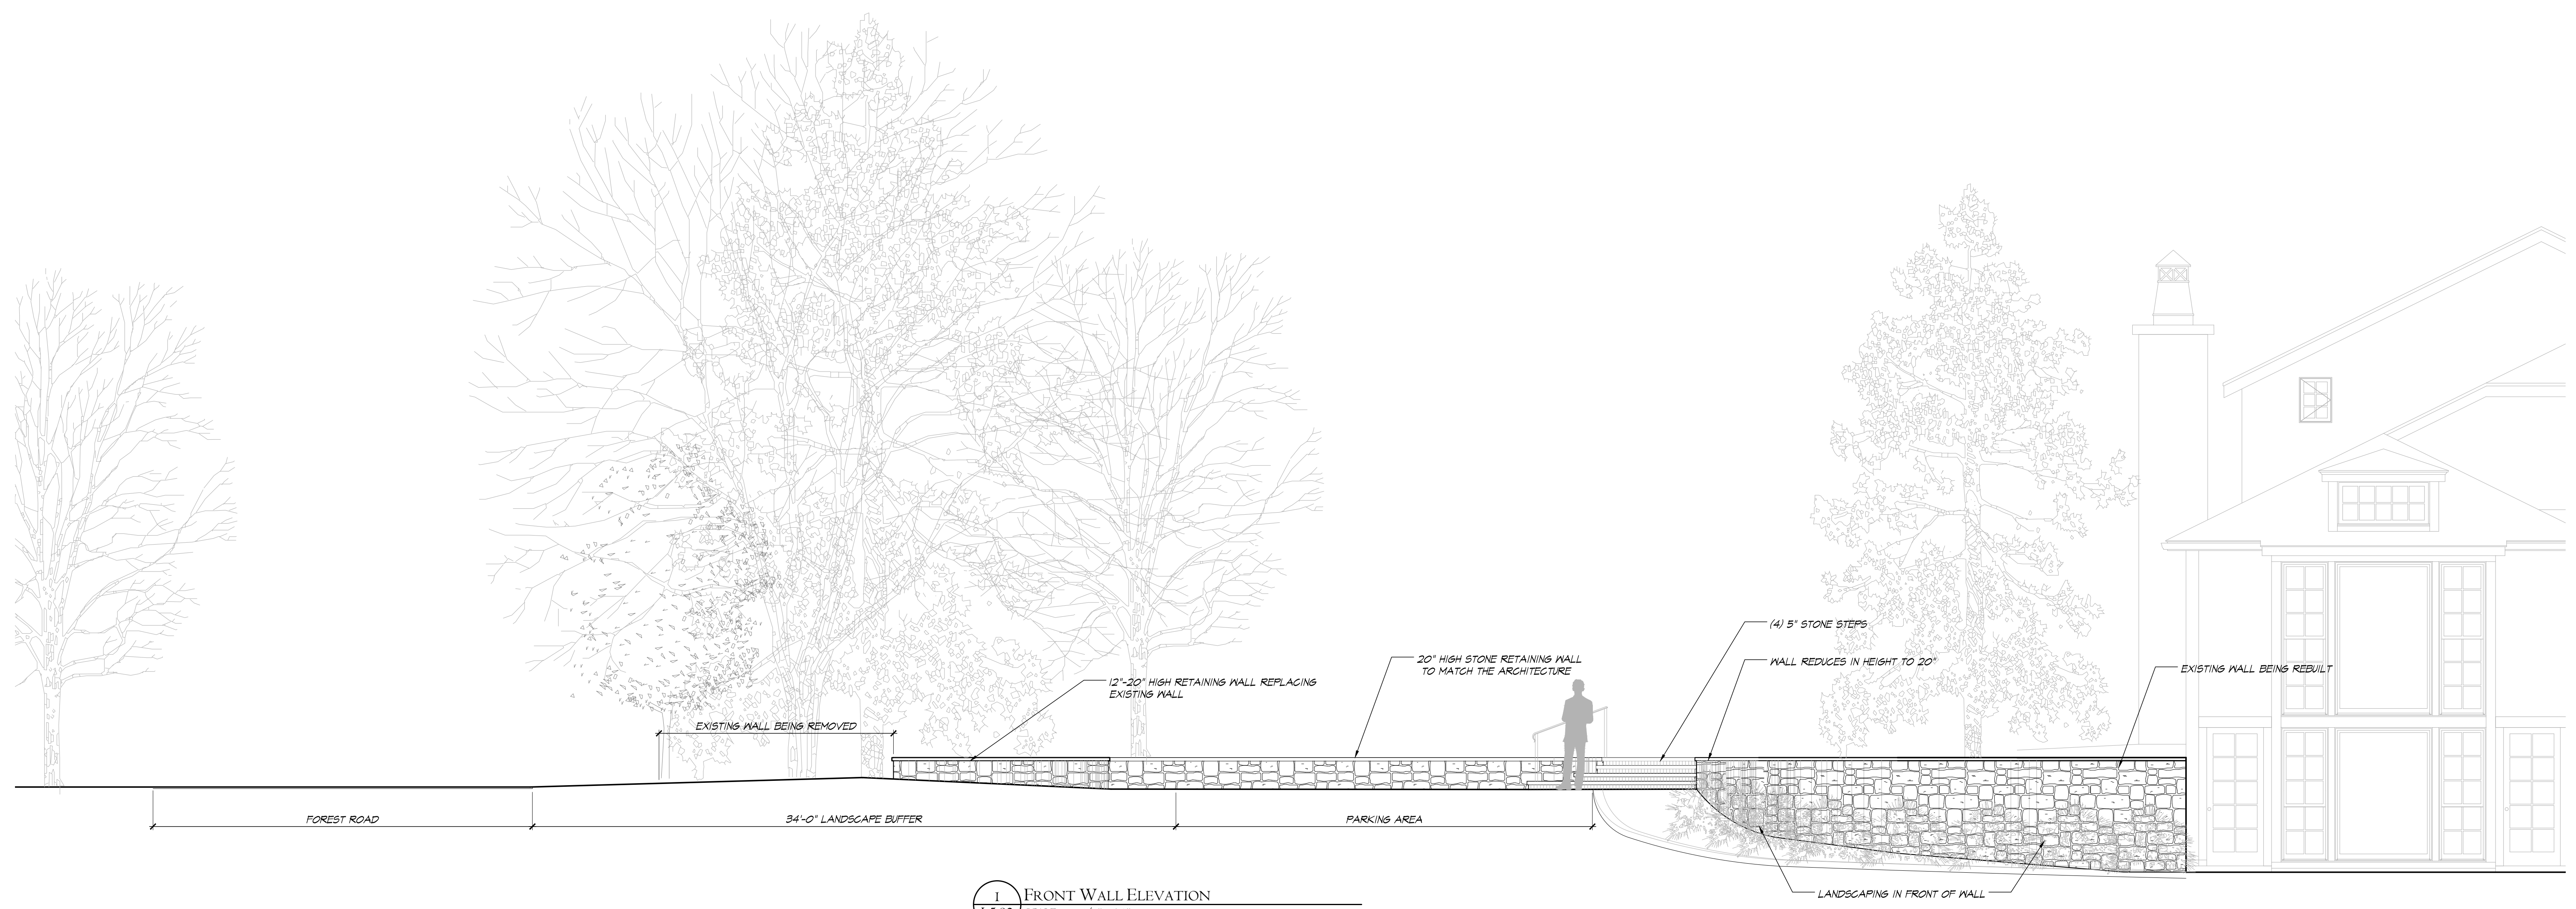 (4) 5" STONE STEPS
20" HIGH STONE RETAINING WALL
TO MATCH THE ARCHITECTURE
WALL REDUCES IN HEIGHT TO 20"
EXISTING WALL BEING REBUILT
12"-20" HIGH RETAINING WALL REPLACING
EXISTING WALL
EXISTING WALL BEING REMOVED
FOREST ROAD
34'-0" LANDSCAPE BUFFER
PARKING AREA
LANDSCAPING IN FRONT OF WALL
1
FRONT WALL ELEVATION